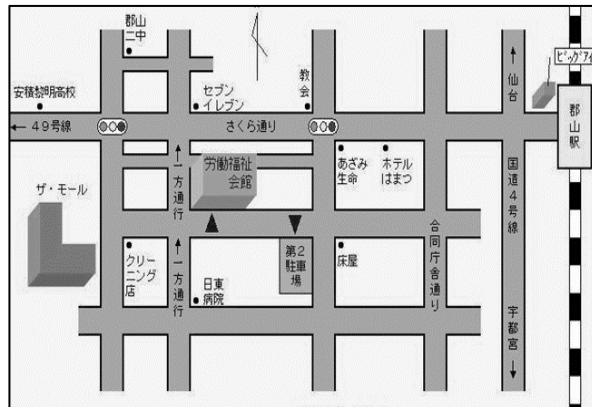 郡山
二中
セブン
イレブン
教
会
仙台
ビッグアイ
安積黎明高校
← 49号線
さくら通り
郡山駅
労働福祉
会館
あざみ
生命
ホテル
はまつ
一方通行
国道4号線
ザ・モール
合同庁舎通り
クリー
ニング
店
一方通行
日東
病院
第2
駐車
場
床屋
宇都宮